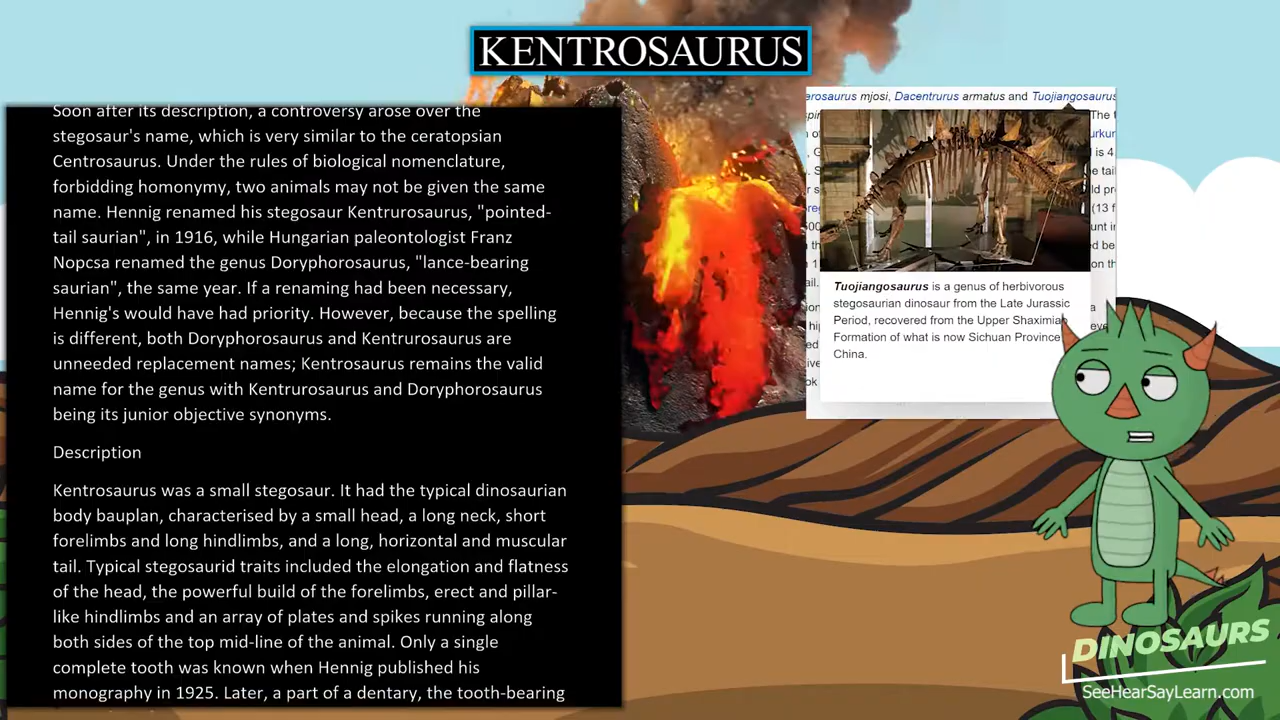 KENTROSAURUS
Soon after its description, a controversy arose over the
stegosaur's name, which is very similar to the ceratopsian
Centrosaurus. Under the rules of biological nomenclature,
forbidding homonymy, two animals may not be given the same
name. Hennig renamed his stegosaur Kentrurosaurus, "pointed-
tail saurian", in 1916, while Hungarian paleontologist Franz
Nopcsa renamed the genus Doryphorosaurus, "lance-bearing
saurian", the same year. If a renaming had been necessary,
Hennig's would have had priority. However, because the spelling
is different, both Doryphorosaurus and Kentrurosaurus are
unneeded replacement names; Kentrosaurus remains the valid
name for the genus with Kentrurosaurus and Doryphorosaurus
being its junior objective synonyms.
Description
Kentrosaurus was a small stegosaur. It had the typical dinosaurian
body bauplan, characterised by a small head, a long neck, short
forelimbs and long hindlimbs, and a long, horizontal and muscular
tail. Typical stegosaurid traits included the elongation and flatness
of the head, the powerful build of the forelimbs, erect and pillar-
like hindlimbs and an array of plates and spikes running along
both sides of the top mid-line of the animal. Only a single
complete tooth was known when Hennig published his
monography in 1925. Later, a part of a dentary, the tooth-bearing
mjosi, Dacentrurus armatus and Tuojiangosaurus
Tuojiangosaurus is a genus of herbivorous
stegosaurian dinosaur from the Late Jurassic
Period, recovered from the Upper Shaximiao
Formation of what is now Sichuan Province
China.
DINOSAURS
SeeHearSayLearn.com